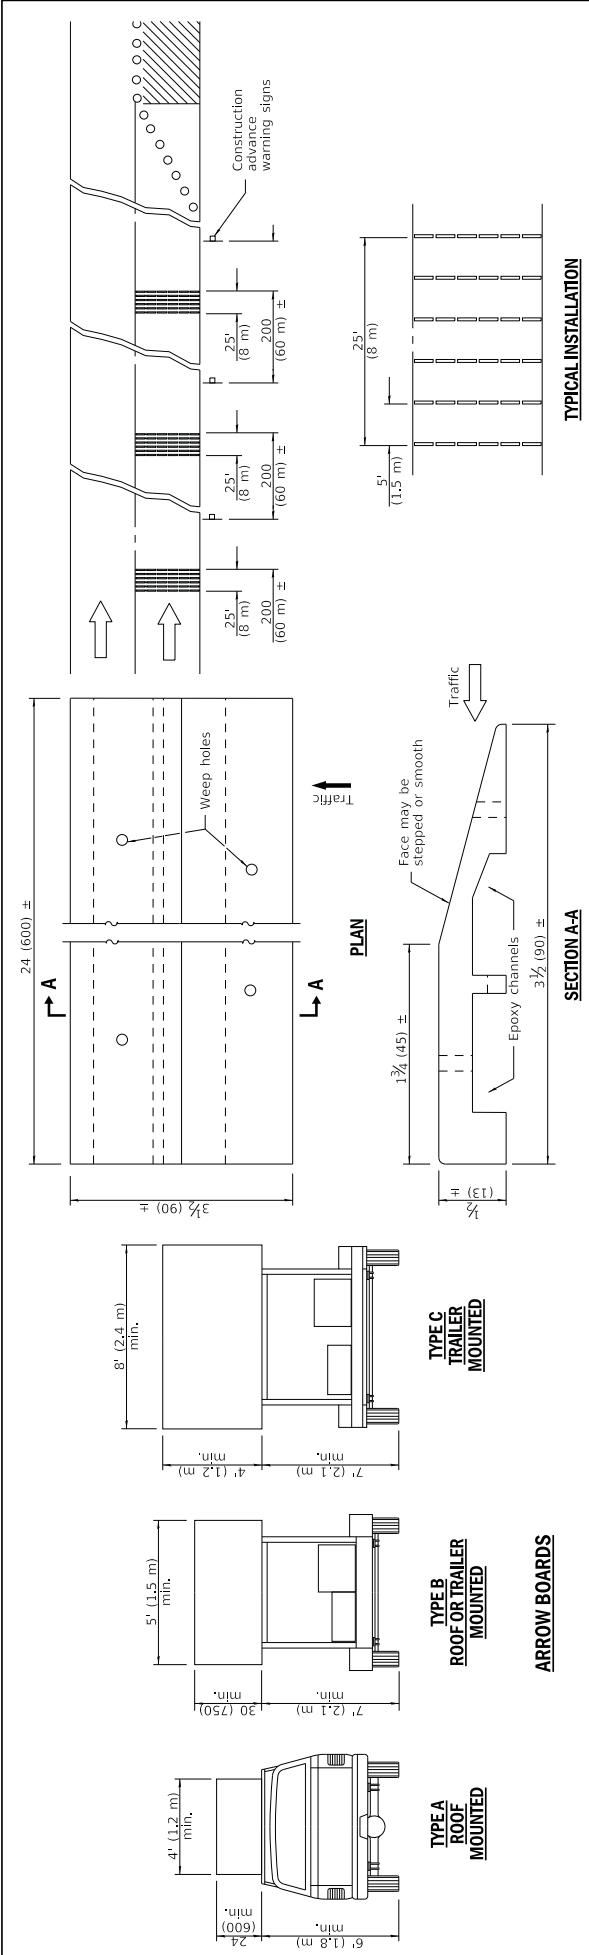 4' (1.2 m)
min.
24
(600)
min.
6' (1.8 m)
min.
TYPE A
ROOF
MOUNTED
5' (1.5 m)
min.
30 (750)
min.
7' (2.1 m)
min.
TYPE B
ROOF OR TRAILER
MOUNTED
8' (2.4 m)
min.
4' (1.2 m)
min.
7' (2.1 m)
min.
TYPE C
TRAILER
MOUNTED
ARROW BOARDS
24 (600) ±
A
A
3½ (90) ±
Weep holes
Traffic
PLAN
1¾ (45) ±
½
(13) ±
Face may be
stepped or smooth
Traffic
Epoxy channels
3½ (90) ±
SECTION A-A
25'
(8 m)
200
(60 m) ±
25'
(8 m)
200
(60 m) ±
25'
(8 m)
200
(60 m) ±
Construction
advance
warning signs
25'
(8 m)
5'
(1.5 m)
TYPICAL INSTALLATION